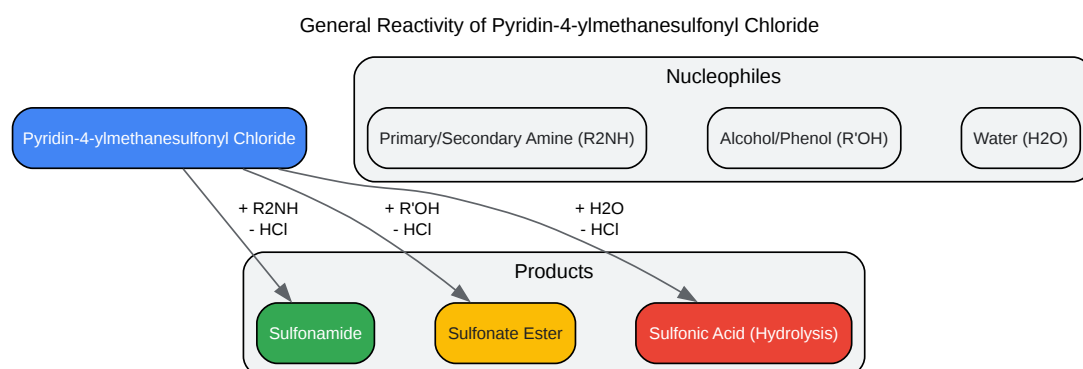 General Reactivity of Pyridin-4-ylmethanesulfonyl Chloride
Nucleophiles
Pyridin-4-ylmethanesulfonyl Chloride
Primary/Secondary Amine (R2NH)
Alcohol/Phenol (R'OH)
Water (H2O)
+ R2NH
- HCl
+ R'OH
- HCl
+ H2O
- HCl
Products
Sulfonamide
Sulfonate Ester
Sulfonic Acid (Hydrolysis)